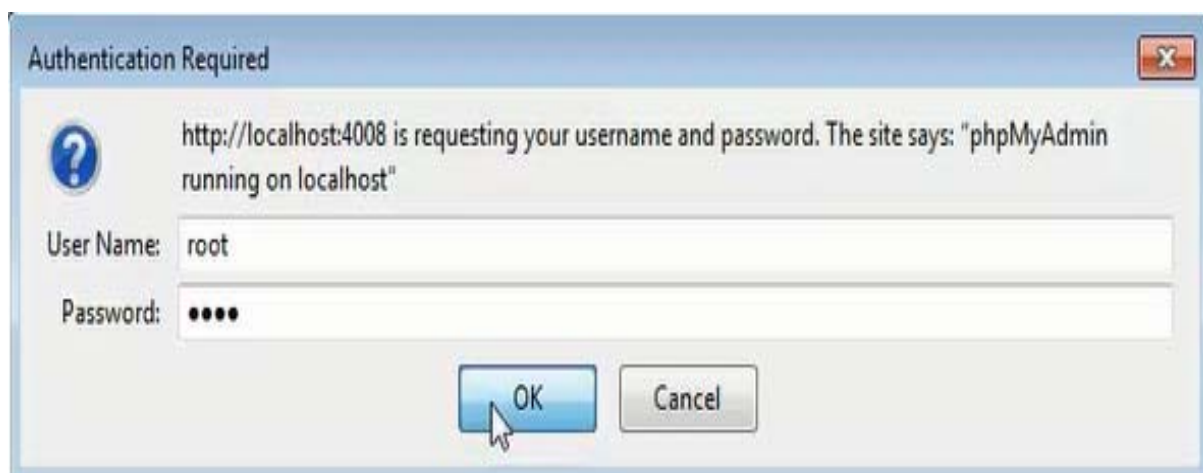 Authentication Required
http://localhost:4008 is requesting your username and password. The site says: "phpMyAdmin
running on localhost"
User Name: root
Password: ••••
OK Cancel